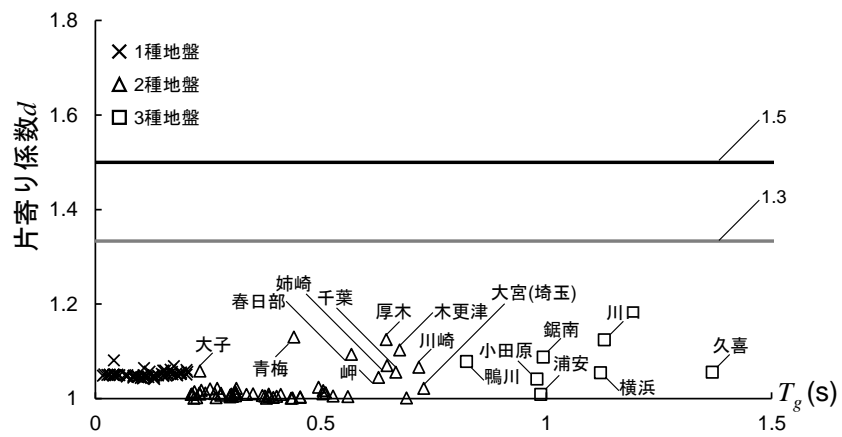 1.8
1.6
1.4
1.2
1
0
0.5
1
1.5
片寄り係数d
T_g (s)
1種地盤
2種地盤
3種地盤
1.5
1.3
大子
青梅
春日部
姉崎
千葉
岬
厚木
木更津
川崎
大宮(埼玉)
鴨川
小田原
鋸南
浦安
川
横浜
久喜